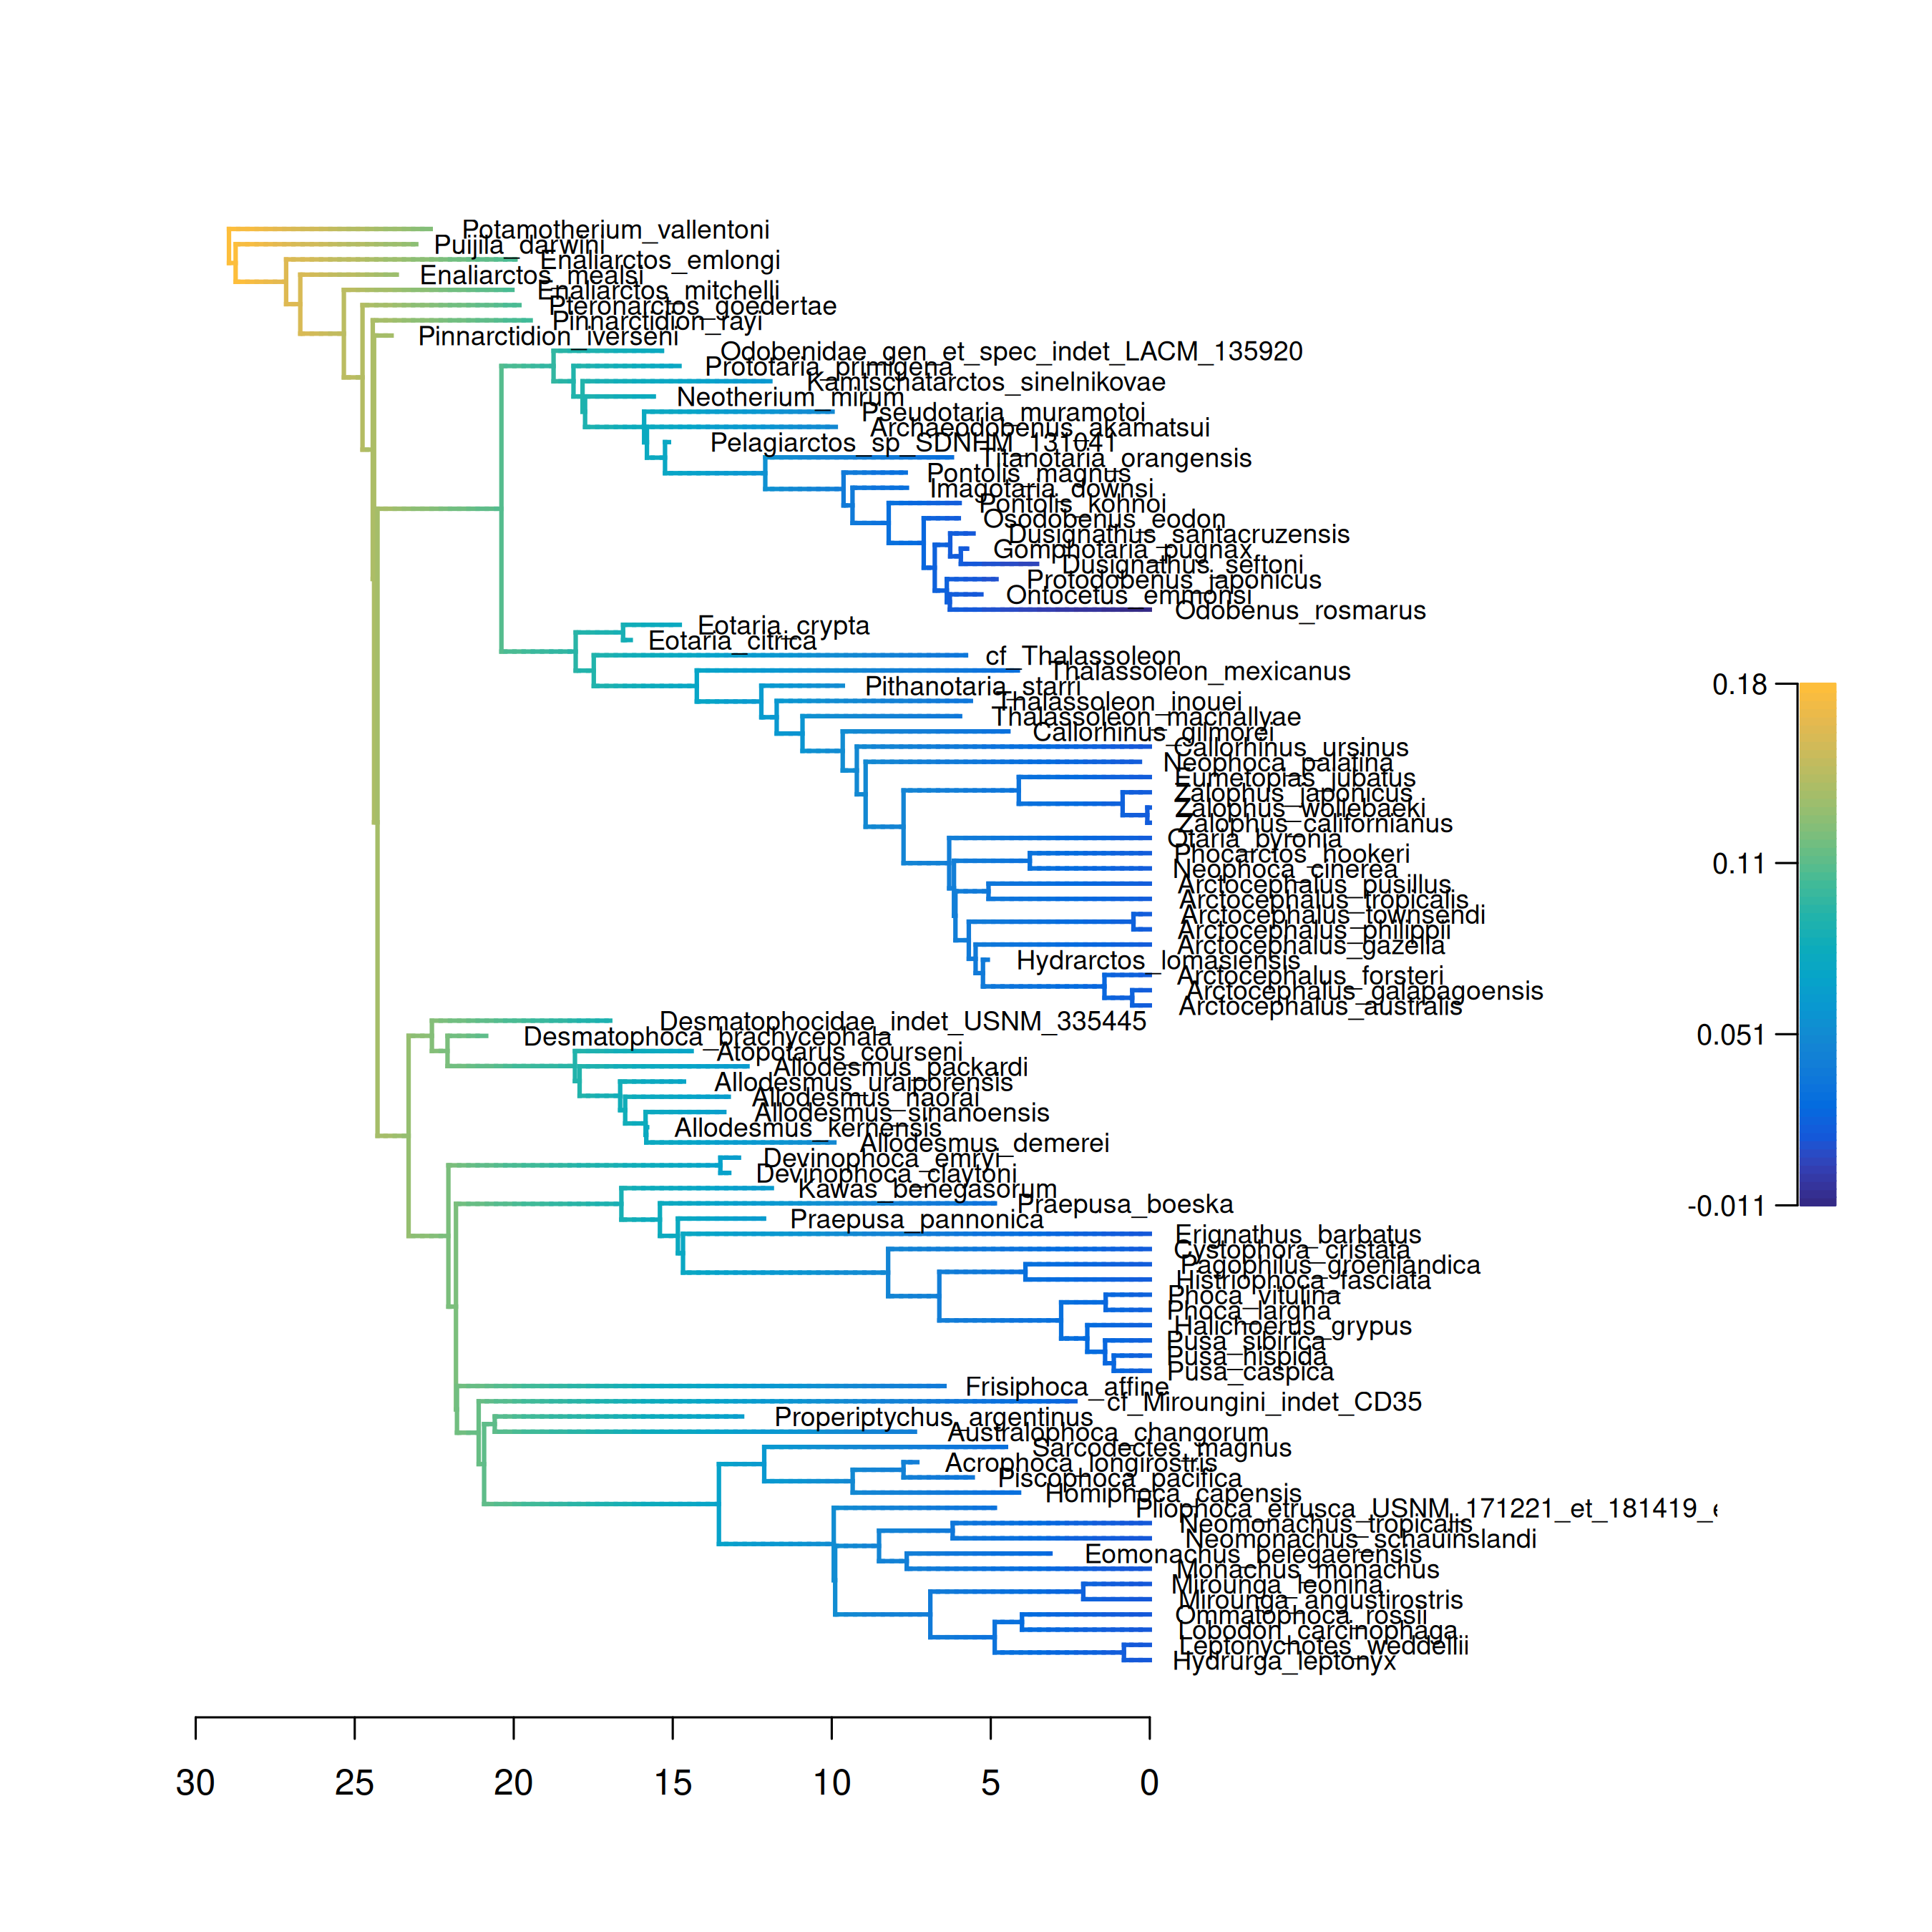 Potamotherium_vallentoni
Puijila_darwini
Enaliarctos_emlongi
Enaliarctos_mealsi
Enaliarctos_mitchelli
Pteronarctos_goedertae
Pinnarctidion_rayi
Pinnarctidion_iverseni
Odobenidae_gen_et_spec_indet_LACM_135920
Prototaria_primigena
Kamtschatarctos_sinelnikovae
Neotherium_mirum
Pseudotaria_muramotoi
Archaeodobenus_akamatsui
Pelagiarctos_sp_SDNHM_131041
Titanotaria_orangensis
Pontolis_magnus
Imagotaria_downsi
Pontolis_kohnoi
Osodobenus_eodon
Dusignathus_santacruzensis
Gomphotaria_pugnax
Dusignathus_seftoni
Protodobenus_japonicus
Ontocetus_emmonsi
Odobenus_rosmarus
Eotaria_crypta
Eotaria_citrica
cf_Thalassoleon
Thalassoleon_mexicanus
Pithanotaria_starri
Thalassoleon_inouei
Thalassoleon_macnallyae
Callorhinus_gilmorei
Callorhinus_ursinus
Neophoca_palatina
Eumetopias_jubatus
Zalophus_japonicus
Zalophus_wollebaeki
Zalophus_californianus
Otaria_byronia
Phocarctos_hookeri
Neophoca_cinerea
Arctocephalus_pusillus
Arctocephalus_tropicalis
Arctocephalus_townsendi
Arctocephalus_philippii
Arctocephalus_gazella
Hydrarctos_lomasiensis
Arctocephalus_forsteri
Arctocephalus_galapagoensis
Arctocephalus_australis
Desmatophocidae_indet_USNM_335445
Desmatophoca_brachycephala
Atopotarus_courseni
Allodesmus_packardi
Allodesmus_uraiporensis
Allodesmus_naorai
Allodesmus_sinanoensis
Allodesmus_kernensis
Allodesmus_demerei
Devinophoca_emryi
Devinophoca_claytoni
Kawas_benegasorum
Praepusa_boeska
Praepusa_pannonica
Erignathus_barbatus
Cystophora_cristata
Pagophilus_groenlandica
Histriophoca_fasciata
Phoca_vitulina
Phoca_largha
Halichoerus_grypus
Pusa_sibirica
Pusa_hispida
Pusa_caspica
Frisiphoca_affine
cf_Miroungini_indet_CD35
Properiptychus_argentinus
Australophoca_changorum
Sarcodectes_magnus
Acrophoca_longirostris
Piscophoca_pacifica
Homiphoca_capensis
Pliophoca_etrusca_USNM_171221_et_181419_e
Neomonachus_tropicalis
Neomonachus_schauinslandi
Eomonachus_belegaerensis
Monachus_monachus
Mirounga_leonina
Mirounga_angustirostris
Ommatophoca_rossii
Lobodon_carcinophaga
Leptonychotes_weddellii
Hydrurga_leptonyx
0.18
0.11
0.051
-0.011
30 25 20 15 10 5 0